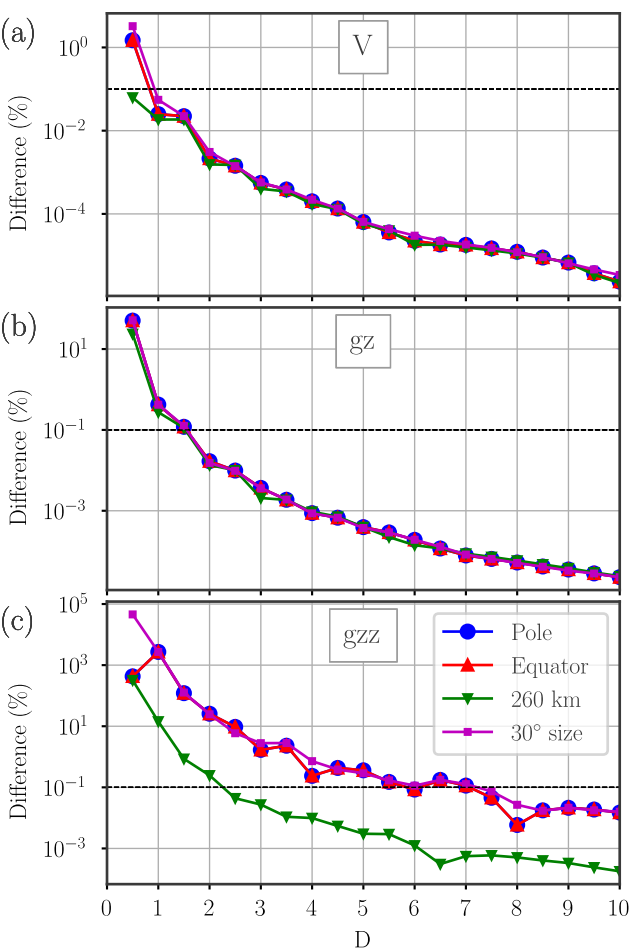 (a)
V
Difference (%)
10^0
10^−2
10^−4
(b)
gz
Difference (%)
10^1
10^−1
10^−3
(c)
gzz
Difference (%)
10^5
10^3
10^1
10^−1
10^−3
Pole
Equator
260 km
30° size
0 1 2 3 4 5 6 7 8 9 10
D